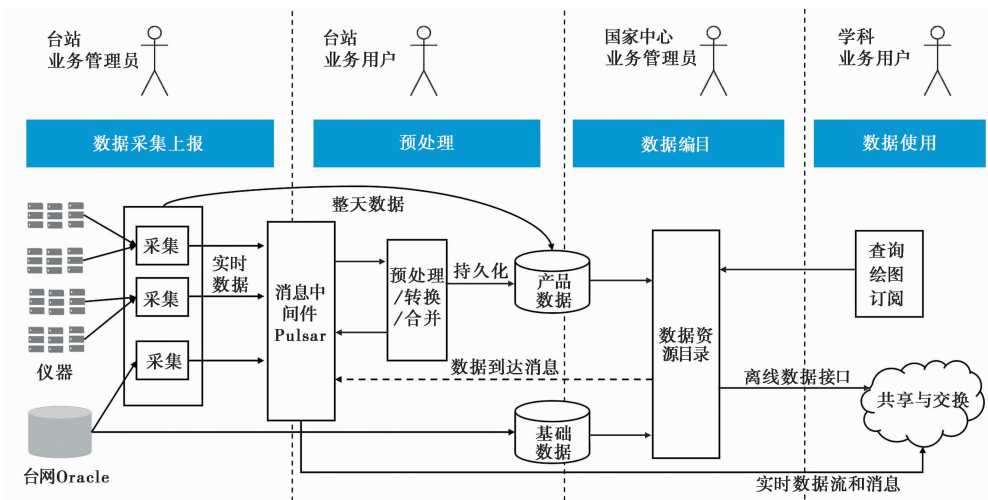 台站
业务管理员
台站
业务用户
国家中心
业务管理员
学科
业务用户
数据采集上报
预处理
数据编目
数据使用
整天数据
采集
实时
数据
采集
采集
仪器
台网Oracle
消息中
间件
Pulsar
预处理
/转换
/合并
持久化
产品
数据
数据到达消息
基础
数据
数据资
源目录
查询
绘图
订阅
离线数据接口
共享与交换
实时数据流和消息